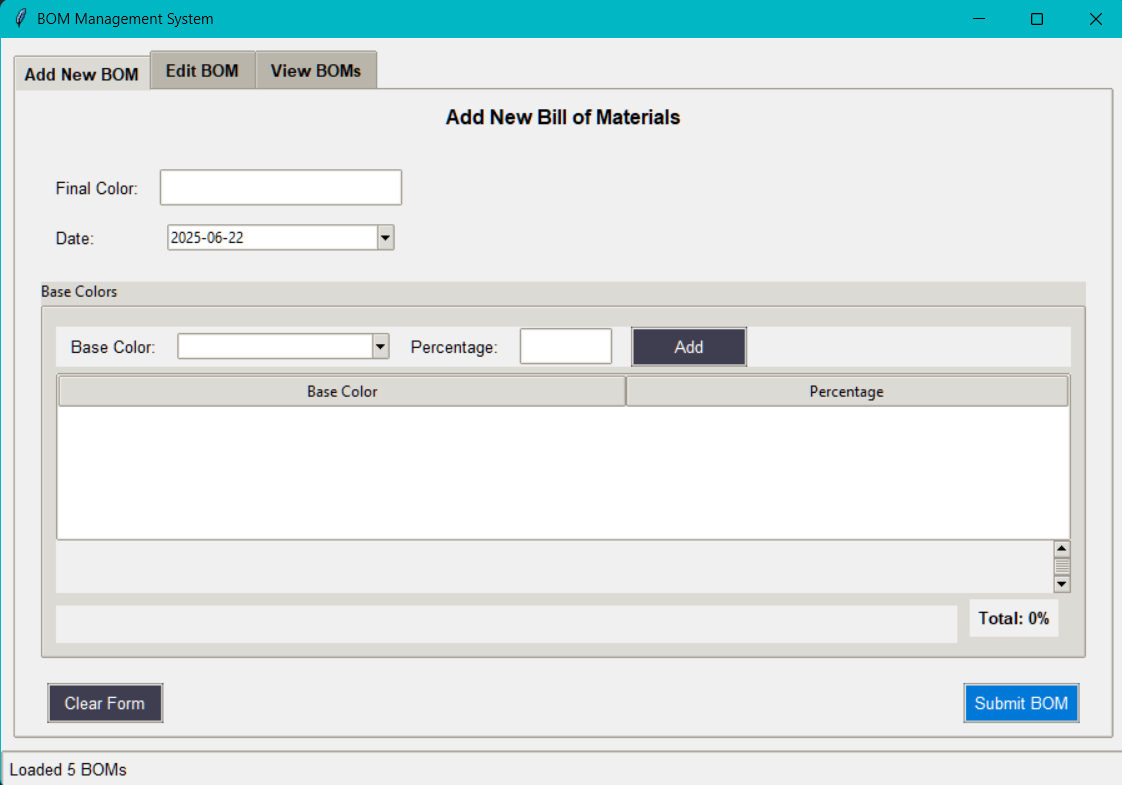 BOM Management System
Add New BOM Edit BOM View BOMs
Add New Bill of Materials
Final Color:
Date: 2025-06-22
Base Colors
Base Color: Percentage: Add
Base Color Percentage
Total: 0%
Clear Form Submit BOM
Loaded 5 BOMs